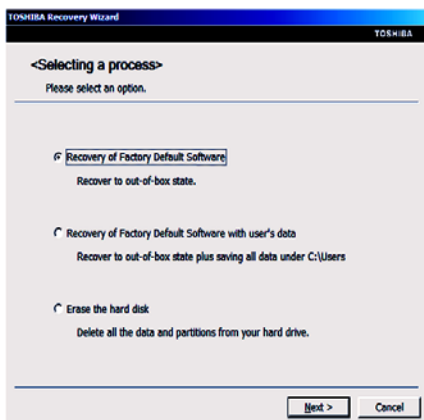 TOSHIBA Recovery Wizard
TOSHIBA
<Selecting a process>
Please select an option.
Recovery of Factory Default Software
Recover to out-of-box state.
Recovery of Factory Default Software with user's data
Recover to out-of-box state plus saving all data under C:\Users
Erase the hard disk
Delete all the data and partitions from your hard drive.
Next > Cancel